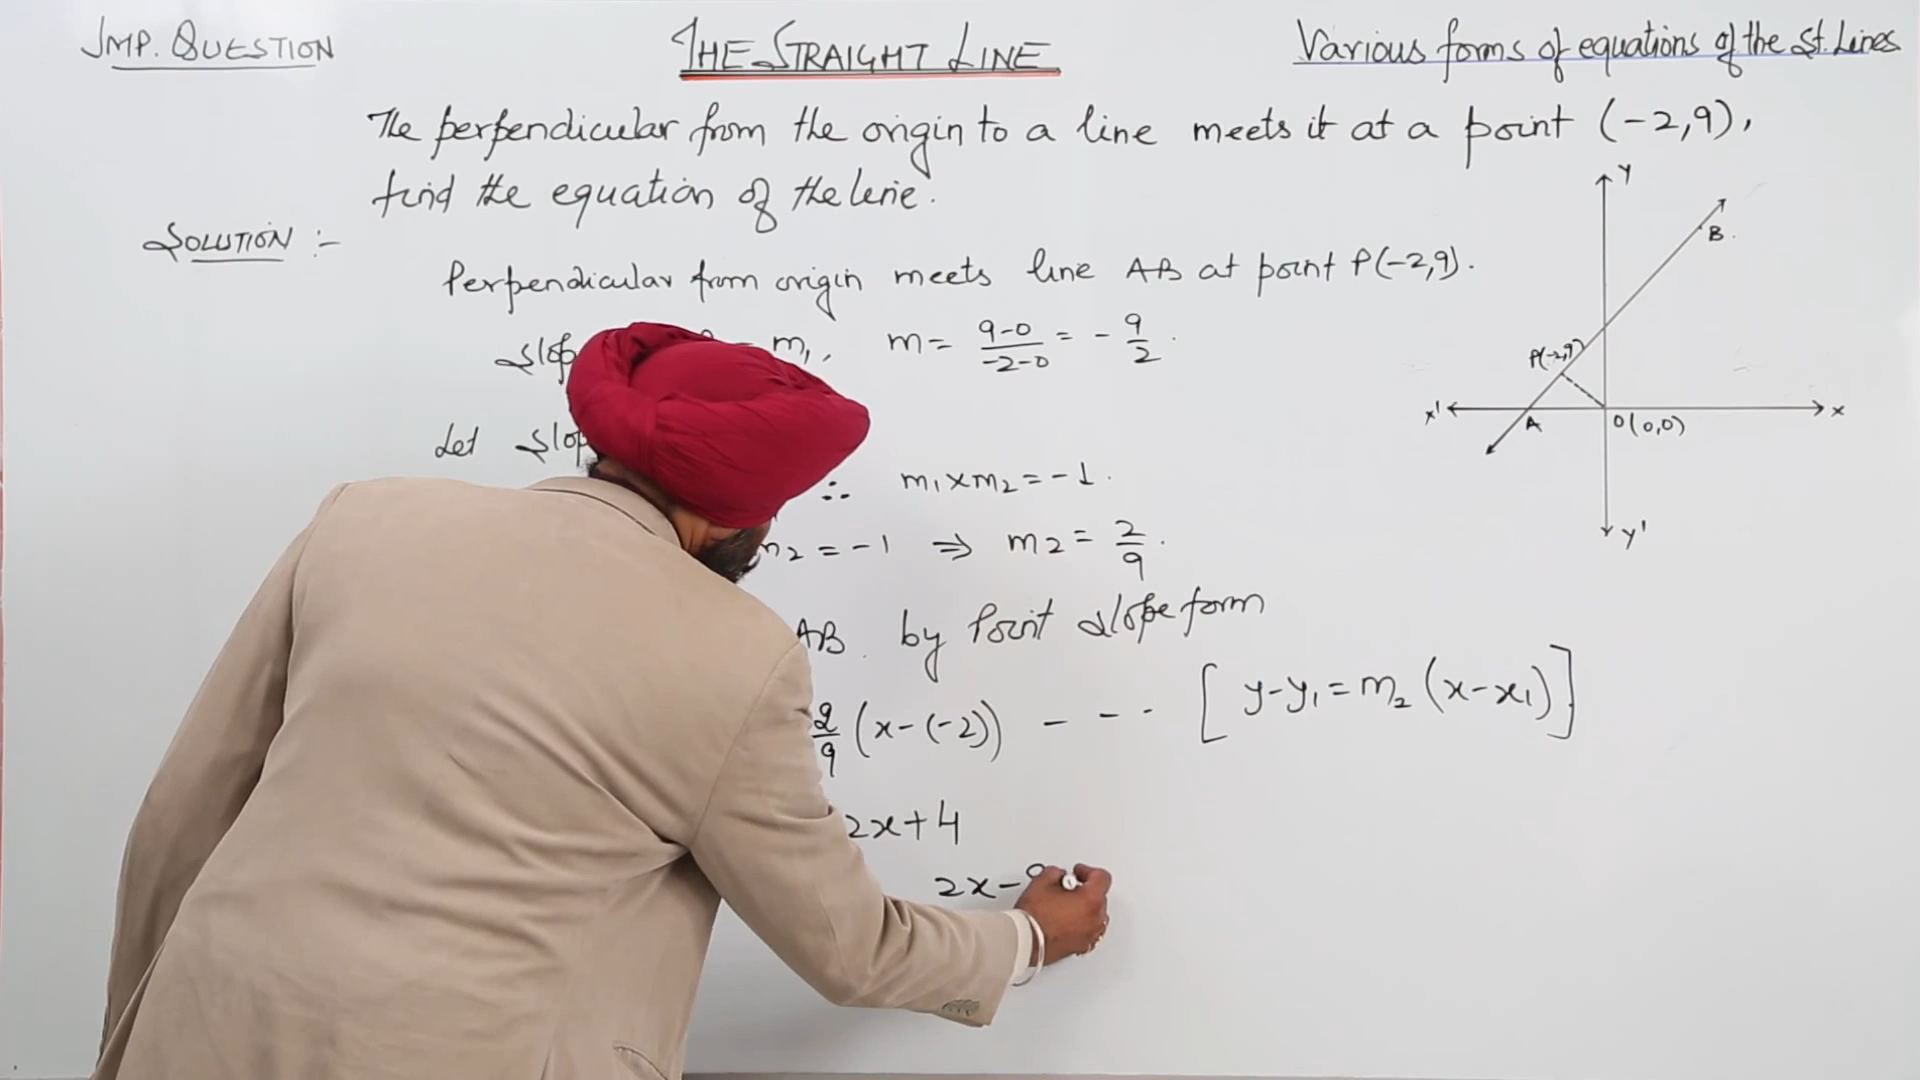 IMP. QUESTION
THE STRAIGHT LINE
Various forms of equations of the St. Lines
The perpendicular from the origin to a line meets it at a point (-2,9),
find the equation of the line.
SOLUTION :-
Perpendicular from origin meets line AB at point P(-2,9).
m₁, m = 9-0/-2-0 = -9/2.
Let
∴ m₁×m₂=-1.
m₂ = -1 ⇒ m₂ = 2/9.
AB. by Point slope form
2/9 (x-(-2)) - - - [y-y₁=m₂(x-x₁)]
2x+4
2x-
Y
B.
P(-2,9)
X'
A
O(0,0)
X
Y'